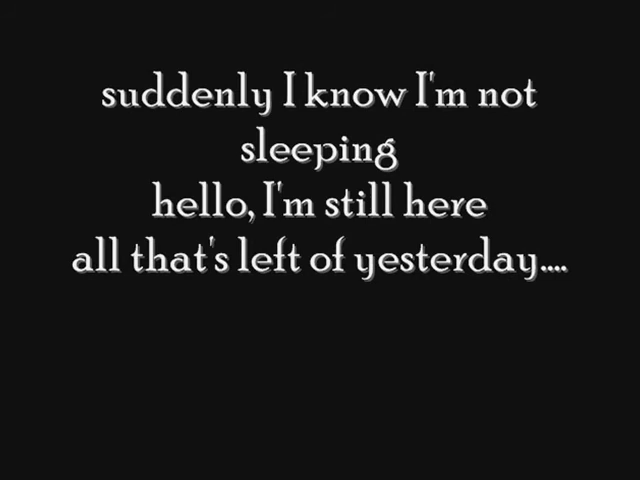 suddenly I know I'm not
sleeping
hello, I'm still here
all that's left of yesterday....